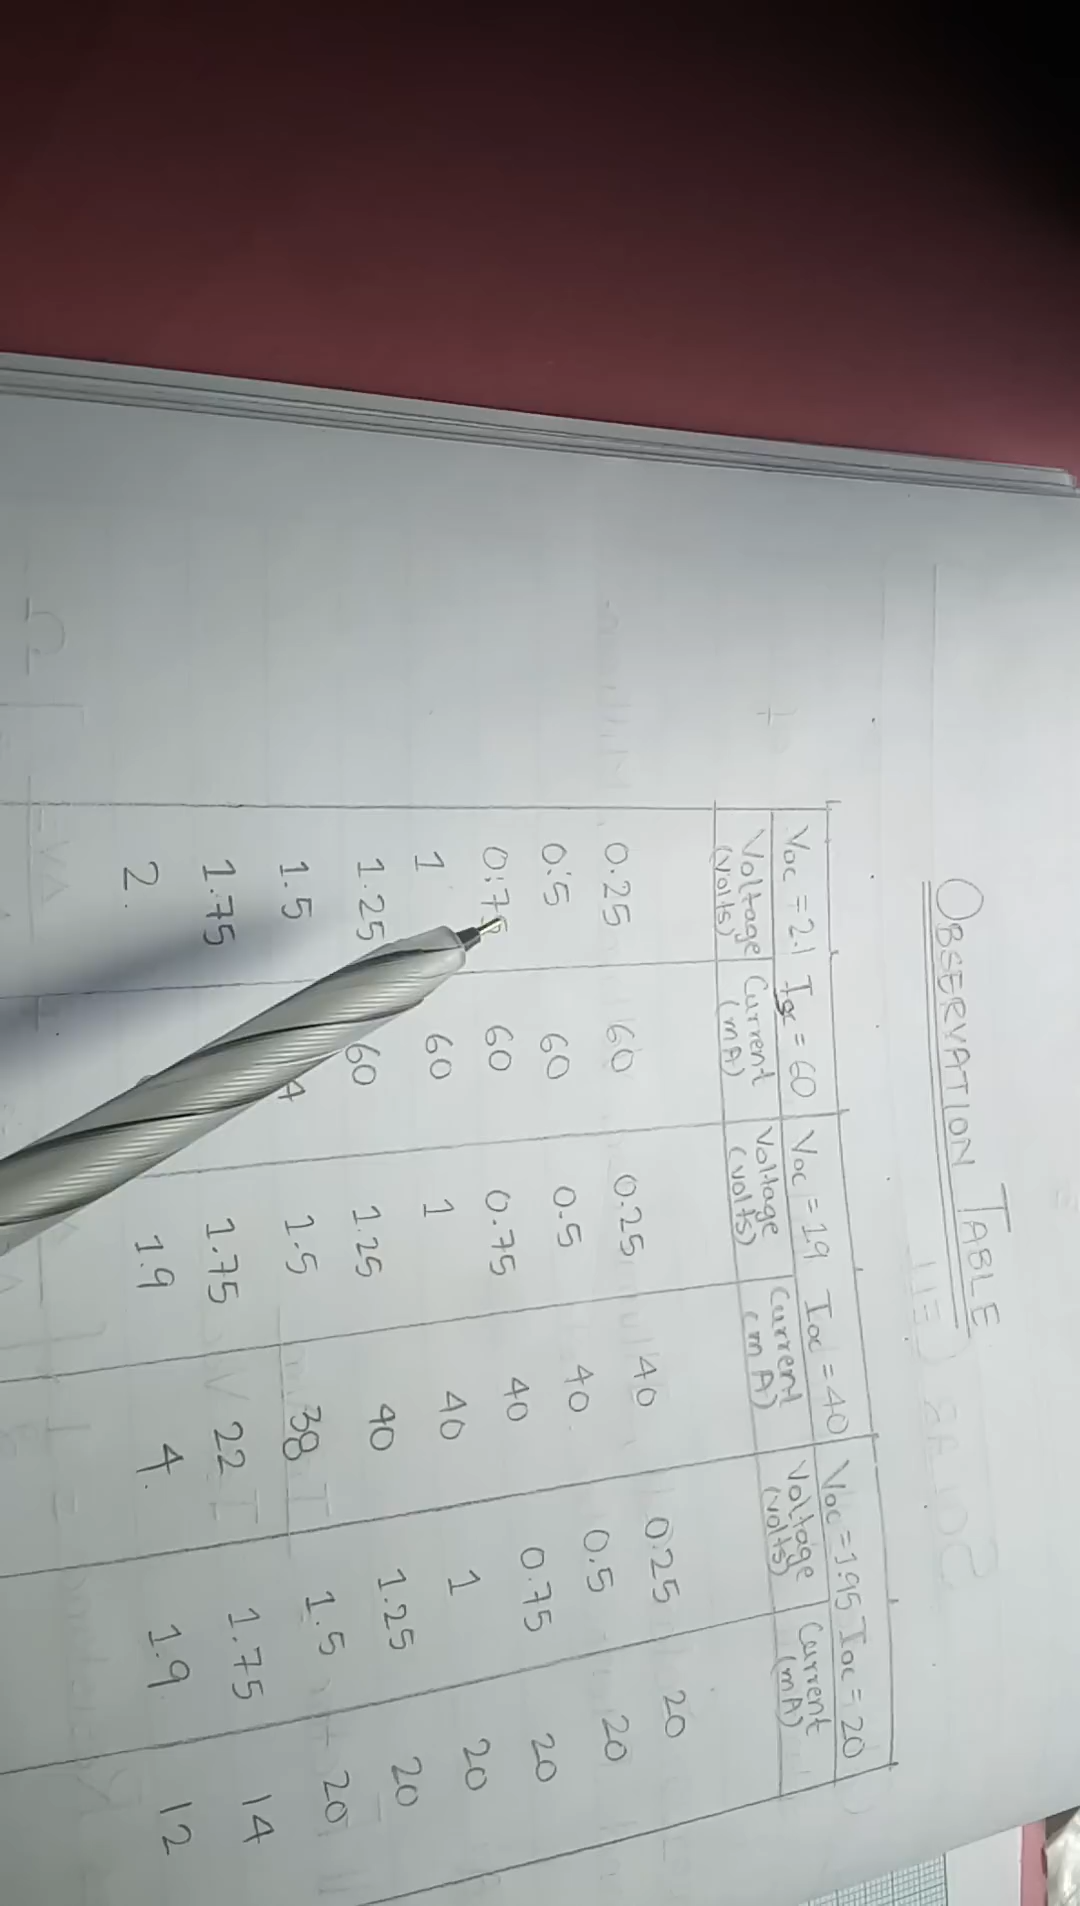 OBSERVATION TABLE
Voc = 2.1 Isc = 60 Voc = 1.9 Ioc = 40 Voc = 1.95 Ioc = 20
Voltage (volts) Current (mA) Voltage (volts) Current (mA) Voltage (volts) Current (mA)
0.25 60 0.25 40 0.25 20
0.5 60 0.5 40 0.5 20
0.75 60 0.75 40 0.75 20
1 60 1 40 1 20
1.25 60 1.25 40 1.25 20
1.5 1.5 38 1.5 20
1.75 1.75 22 1.75 14
2 1.9 4 1.9 12